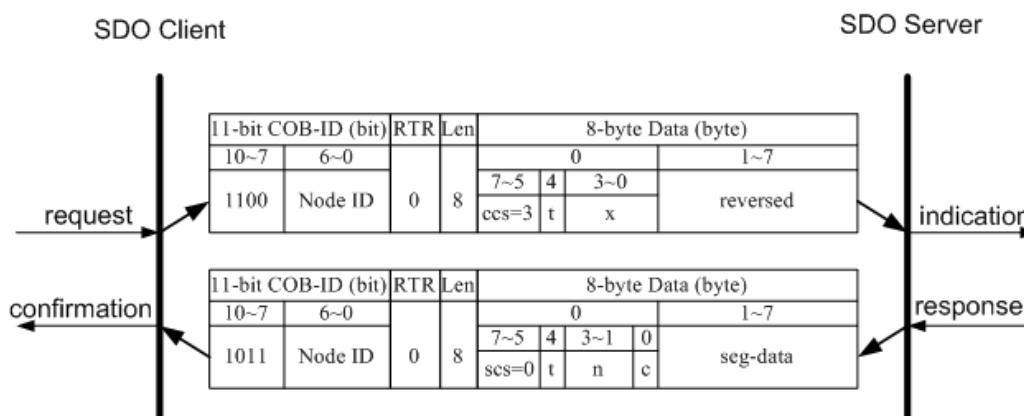 SDO Client
SDO Server
11-bit COB-ID (bit) RTR Len 8-byte Data (byte)
10~7 6~0 0 1~7
7~5 4 3~0
1100 Node ID 0 8 reversed
ccs=3 t x
request
indication
11-bit COB-ID (bit) RTR Len 8-byte Data (byte)
10~7 6~0 0 1~7
confirmation
response
7~5 4 3~1 0
1011 Node ID 0 8 seg-data
scs=0 t n c